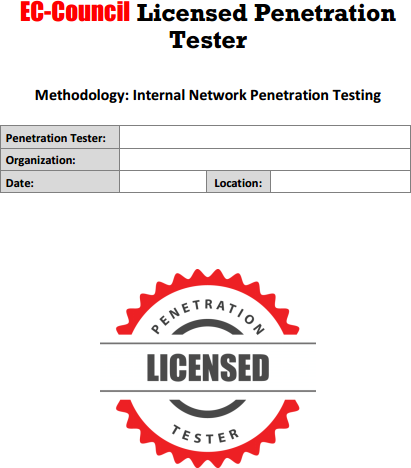 EC-Council Licensed Penetration
Tester
Methodology: Internal Network Penetration Testing
Penetration Tester:
Organization:
Date:
Location:
PENETRATION
LICENSED
TESTER